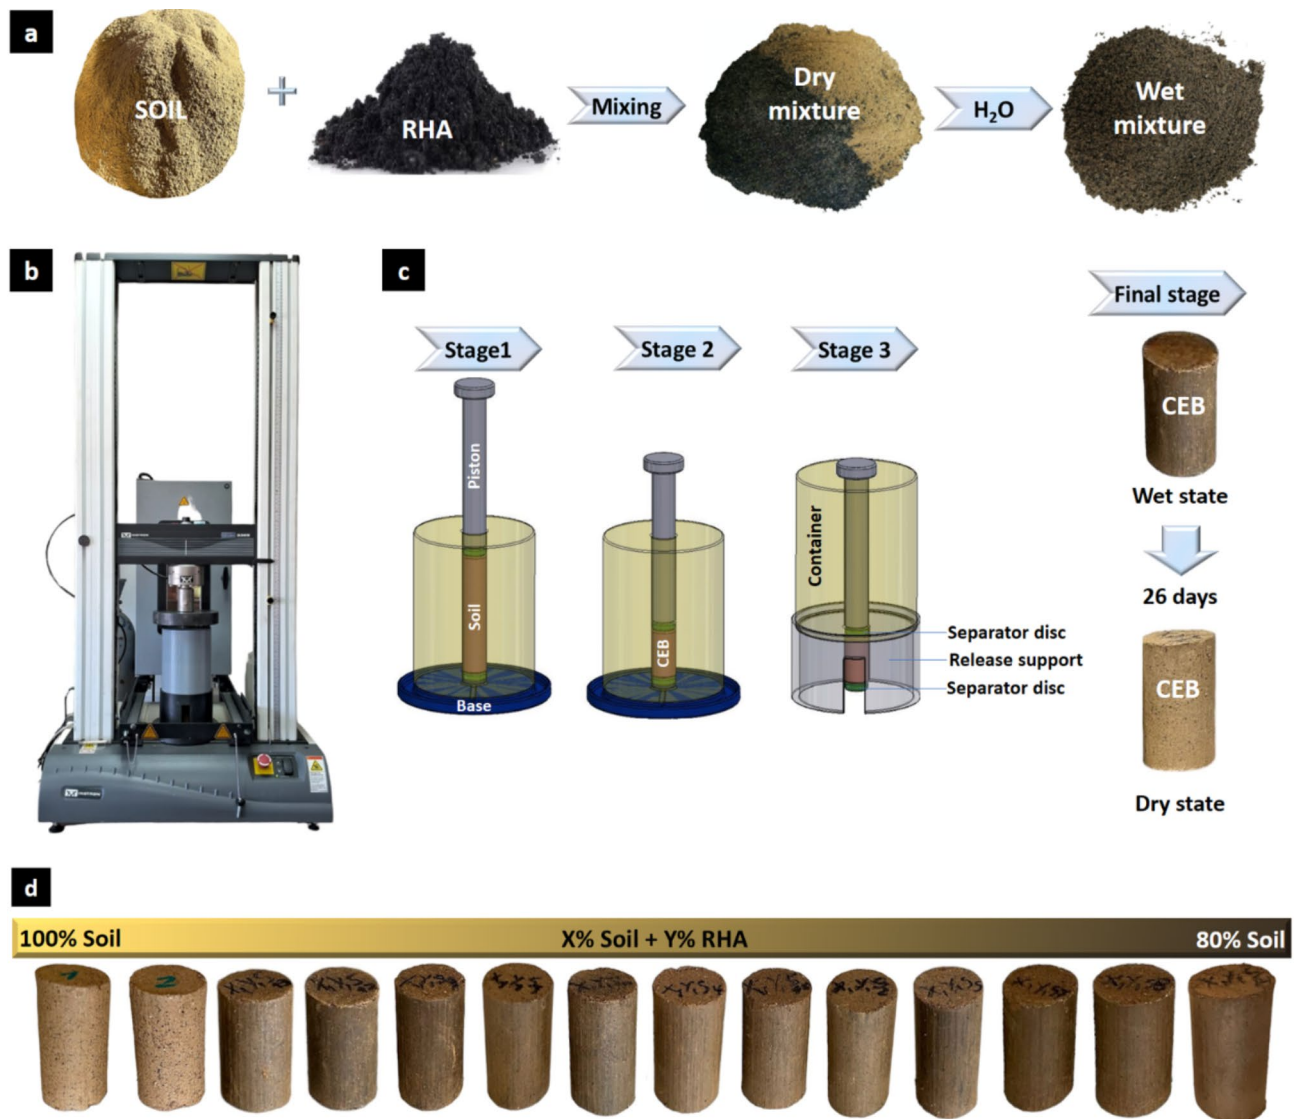 a
SOIL
RHA
Mixing
Dry
mixture
H₂O
Wet
mixture
b
c
Stage1
Stage 2
Stage 3
Final stage
Piston
Soil
Base
CEB
Container
Separator disc
Release support
Separator disc
CEB
Wet state
26 days
CEB
Dry state
d
100% Soil
X% Soil + Y% RHA
80% Soil
1
2